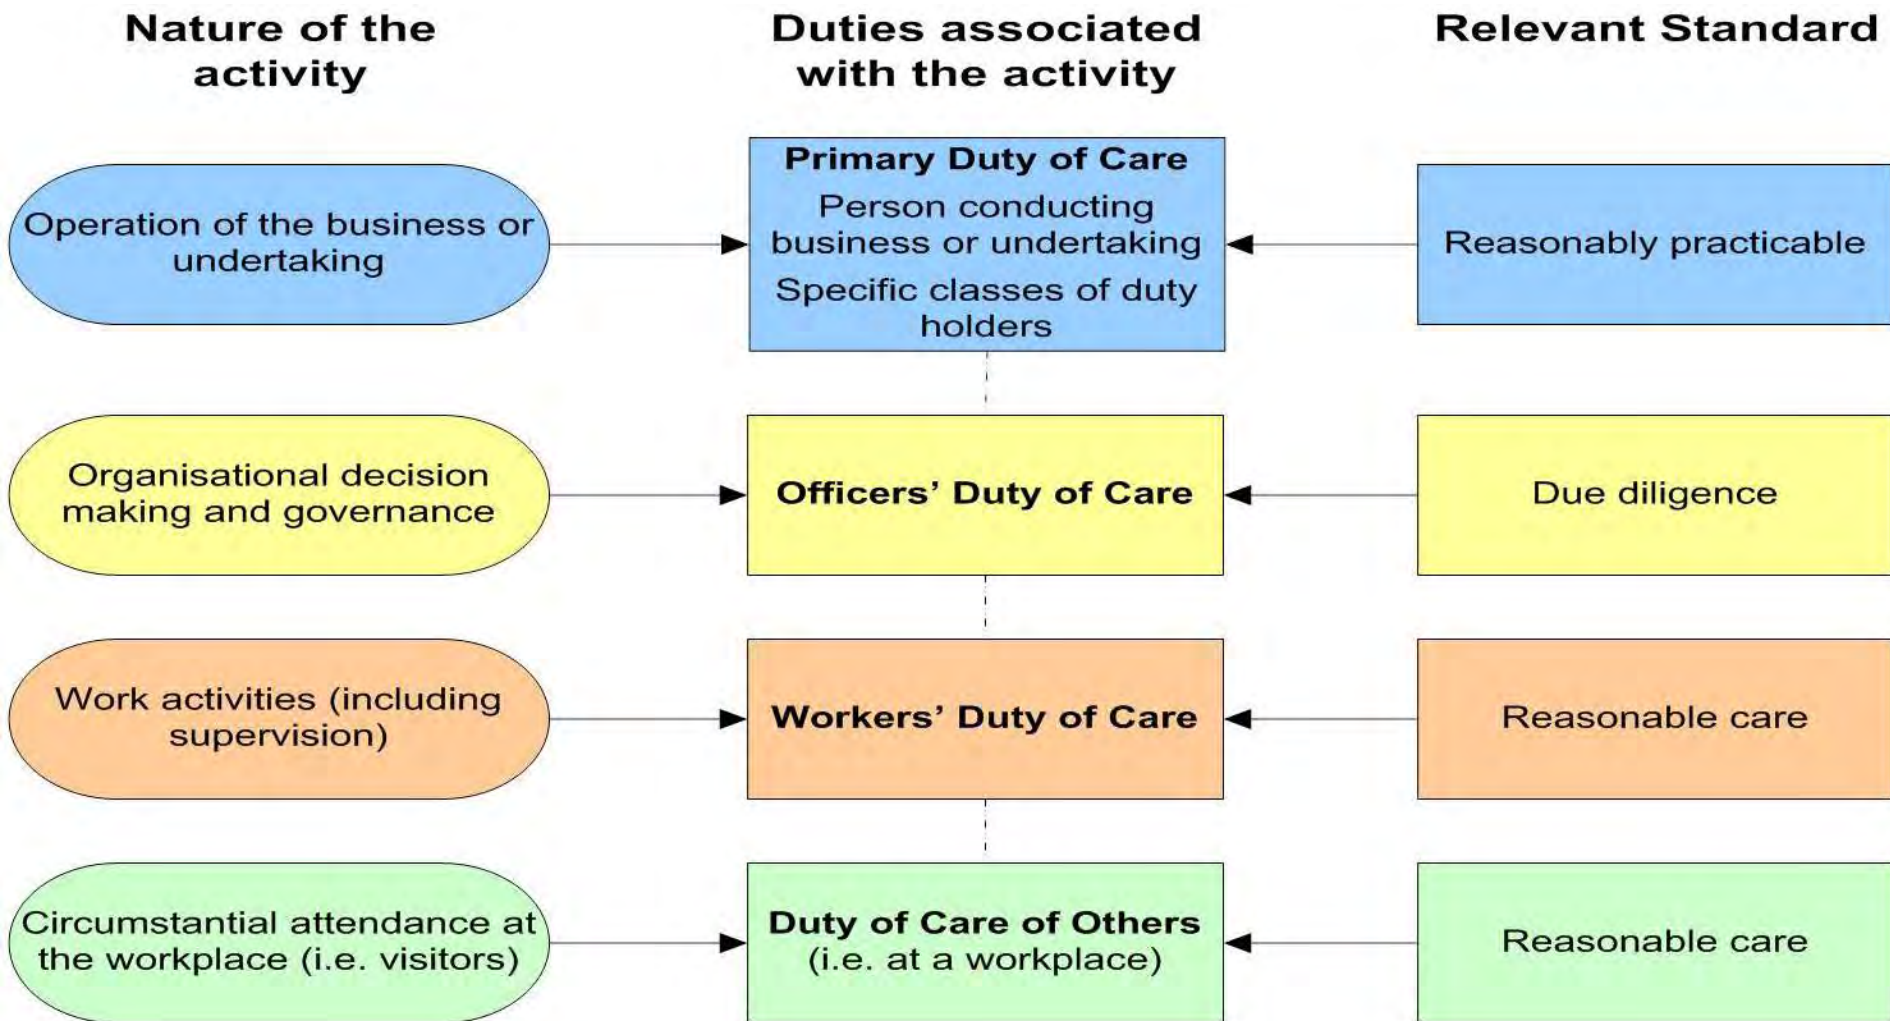 Nature of the
activity
Duties associated
with the activity
Relevant Standard
Operation of the business or
undertaking
Primary Duty of Care
Person conducting
business or undertaking
Specific classes of duty
holders
Reasonably practicable
Organisational decision
making and governance
Officers’ Duty of Care
Due diligence
Work activities (including
supervision)
Workers’ Duty of Care
Reasonable care
Circumstantial attendance at
the workplace (i.e. visitors)
Duty of Care of Others
(i.e. at a workplace)
Reasonable care